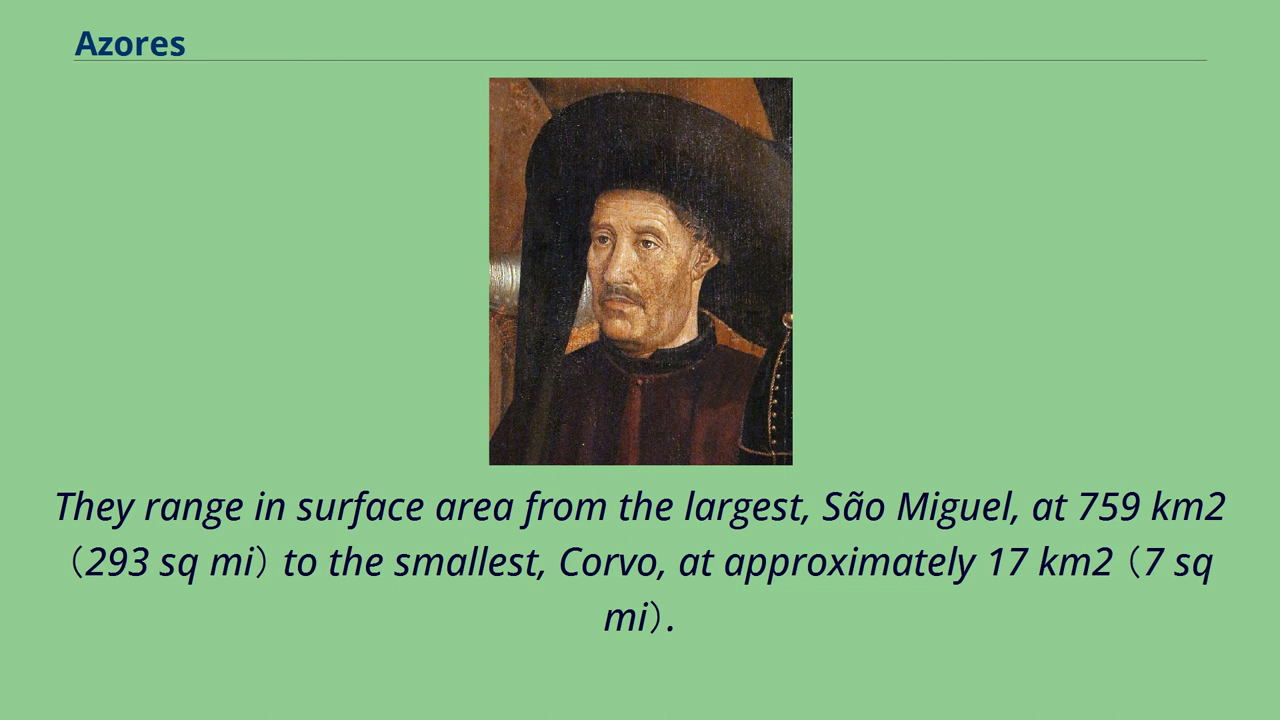 Azores
They range in surface area from the largest, São Miguel, at 759 km2
（293 sq mi） to the smallest, Corvo, at approximately 17 km2 （7 sq
mi）.